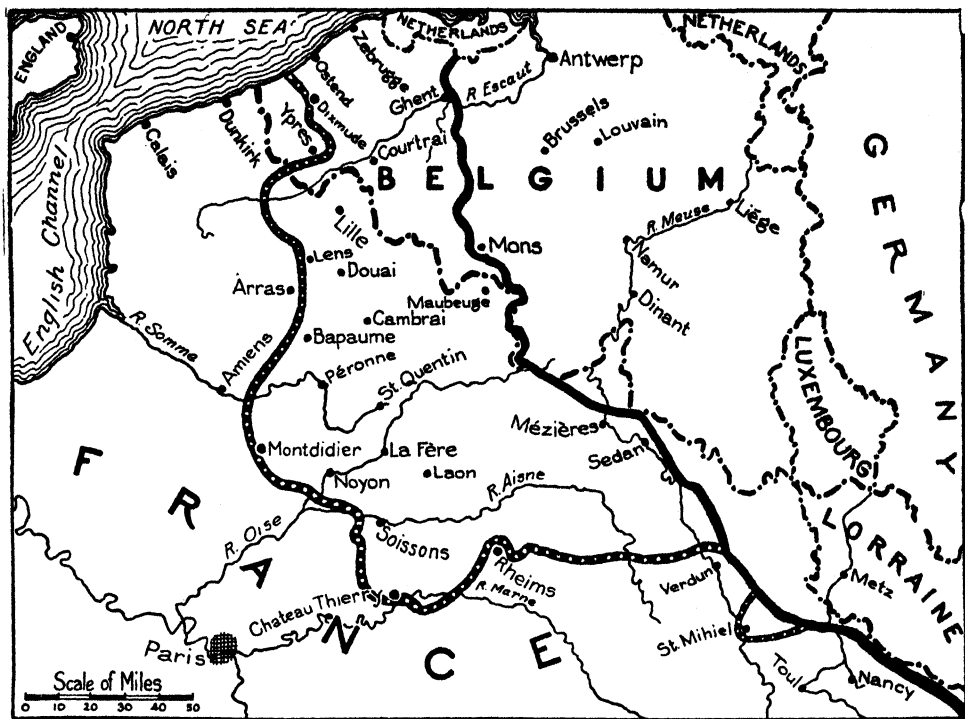 NORTH SEA
NETHERLANDS
NETHERLANDS
ENGLAND
Zebrugge
Ostend
Antwerp
Ghent
R Escaut
Dixmude
Ypres
Dunkirk
Calais
Brussels
Louvain
Courtrai
BELGIUM
GERMANY
English Channel
Lille
R. Meuse
Liége
Lens
Mons
Douai
Namur
Arras
Maubeuge
Dinant
Cambrai
R. Somme
Bapaume
Amiens
Péronne
St. Quentin
LUXEMBOURG
Mézières
Montdidier
La Fère
Sedan
Noyon
Laon
FRANCE
R. Aisne
R. Oise
Soissons
LORRAINE
Rheims
Verdun
Metz
Chateau Thierry
R. Marne
St. Mihiel
Paris
Toul
Nancy
Scale of Miles
0 10 20 30 40 50